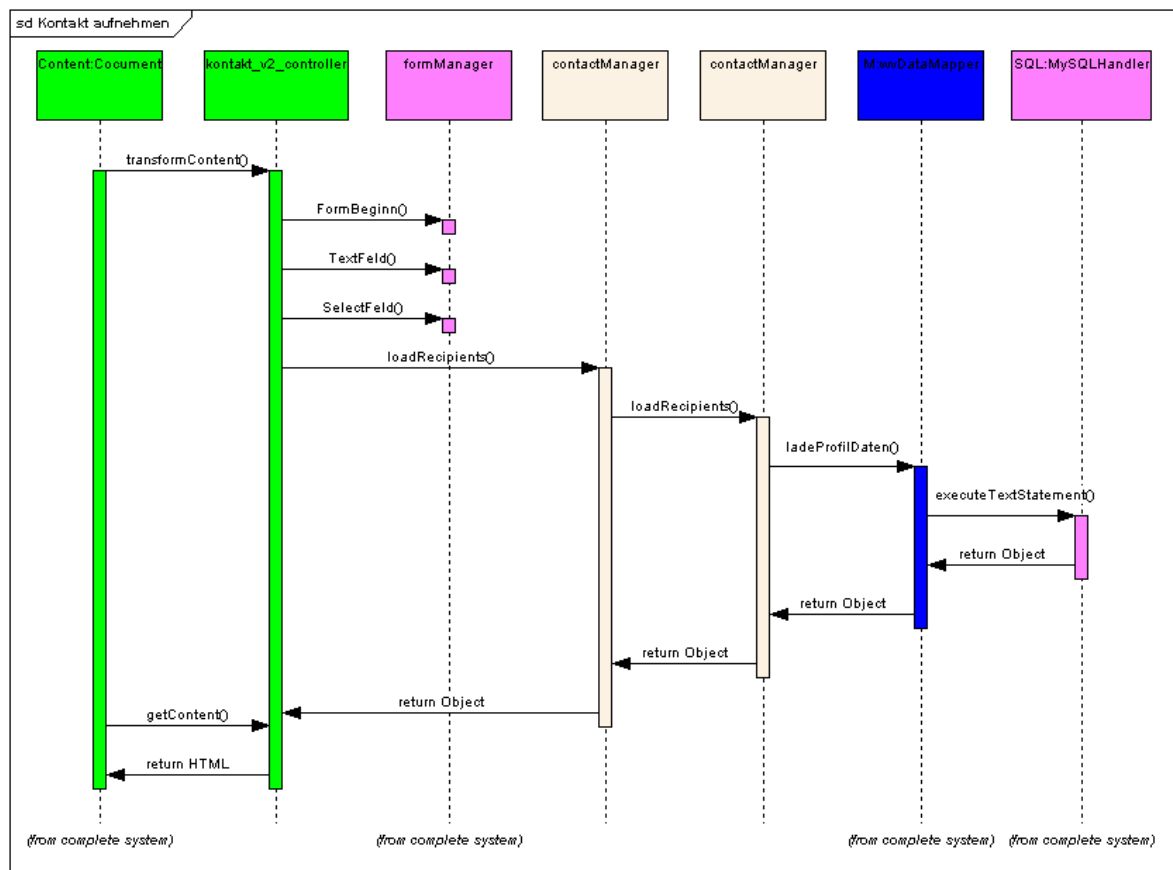 sd Kontakt aufnehmen
Content:Cocument
kontakt_v2_controller
formManager
contactManager
contactManager
SQL:MySQLHandler
transformContent()
FormBeginn()
TextFeld()
SelectFeld()
loadRecipients()
loadRecipients()
ladeProfilDaten()
executeTextStatement()
return Object
return Object
return Object
return Object
getContent()
return HTML
(from complete system)
(from complete system)
(from complete system)
(from complete system)